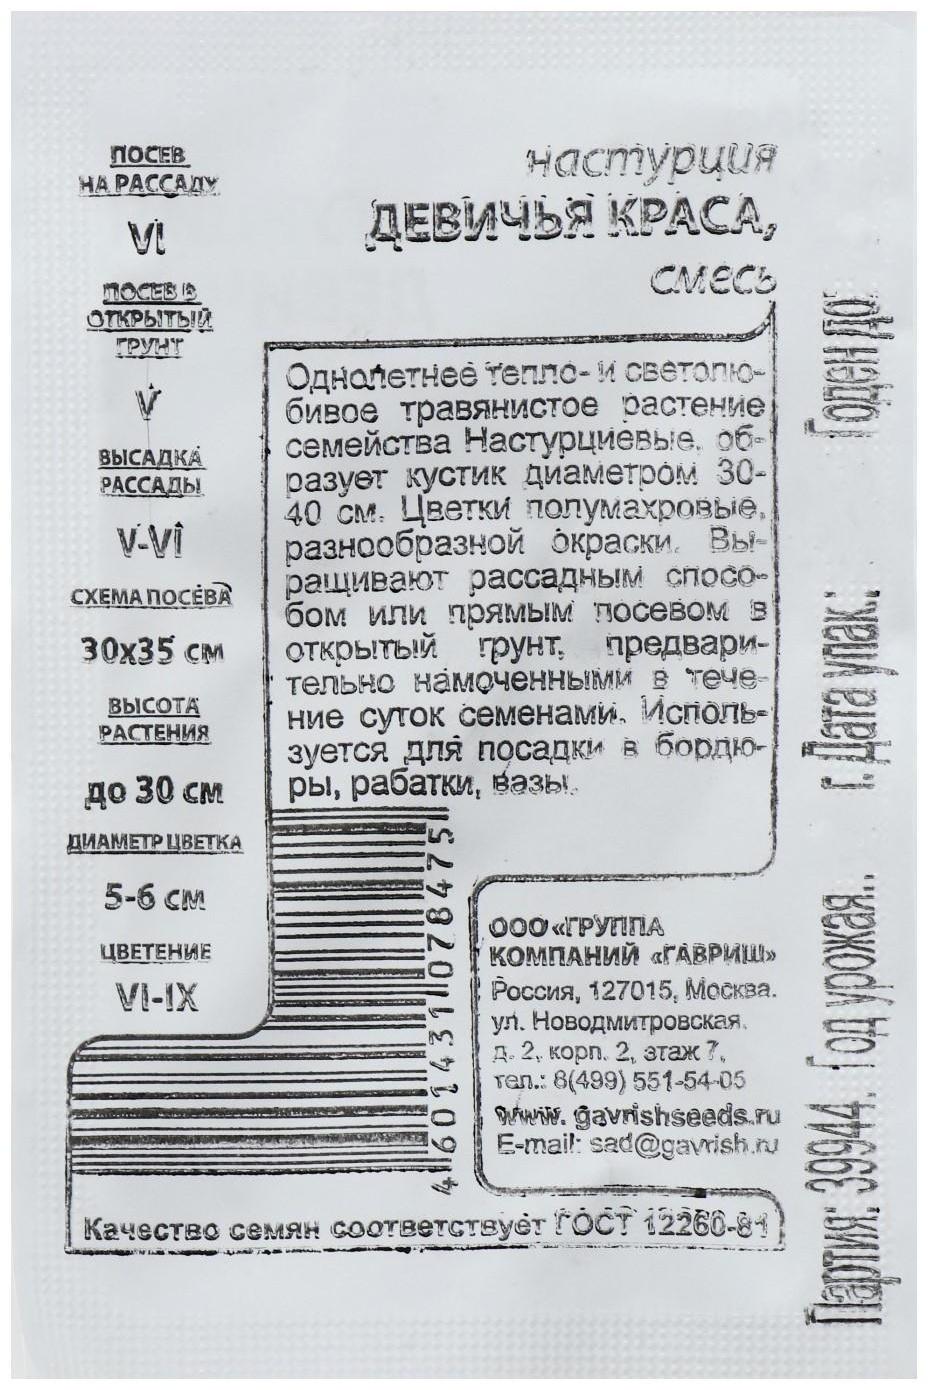 ПОСЕВ
НА РАССАДУ
VI
ПОСЕВ В
ОТКРЫТЫЙ
ГРУНТ
V
ВЫСАДКА
РАССАДЫ
V-VI
СХЕМА ПОСЕВА
30х35 см
ВЫСОТА
РАСТЕНИЯ
до 30 см
ДИАМЕТР ЦВЕТКА
5-6 см
ЦВЕТЕНИЕ
VI-IX
настурция
ДЕВИЧЬЯ КРАСА,
смесь
Однолетнее тепло- и светолю-
бивое травянистое растение
семейства Настурциевые, об-
разует кустик диаметром 30-
40 см. Цветки полумахровые,
разнообразной окраски. Вы-
ращивают рассадным спосо-
бом или прямым посевом в
открытый грунт, предвари-
тельно намоченными в тече-
ние суток семенами. Исполь-
зуется для посадки в бордю-
ры, рабатки, вазы.
4 601431 078475
ООО «ГРУППА
КОМПАНИЙ «ГАВРИШ»
Россия, 127015, Москва,
ул. Новодмитровская,
д. 2, корп. 2, этаж 7,
тел.: 8(499) 551-54-05
www. gavrishseeds.ru
E-mail: sad@gavrish.ru
Качество семян соответствует ГОСТ 12260-81
Партия: 39944. Год урожая.. г. Дата упак.: Годен до: